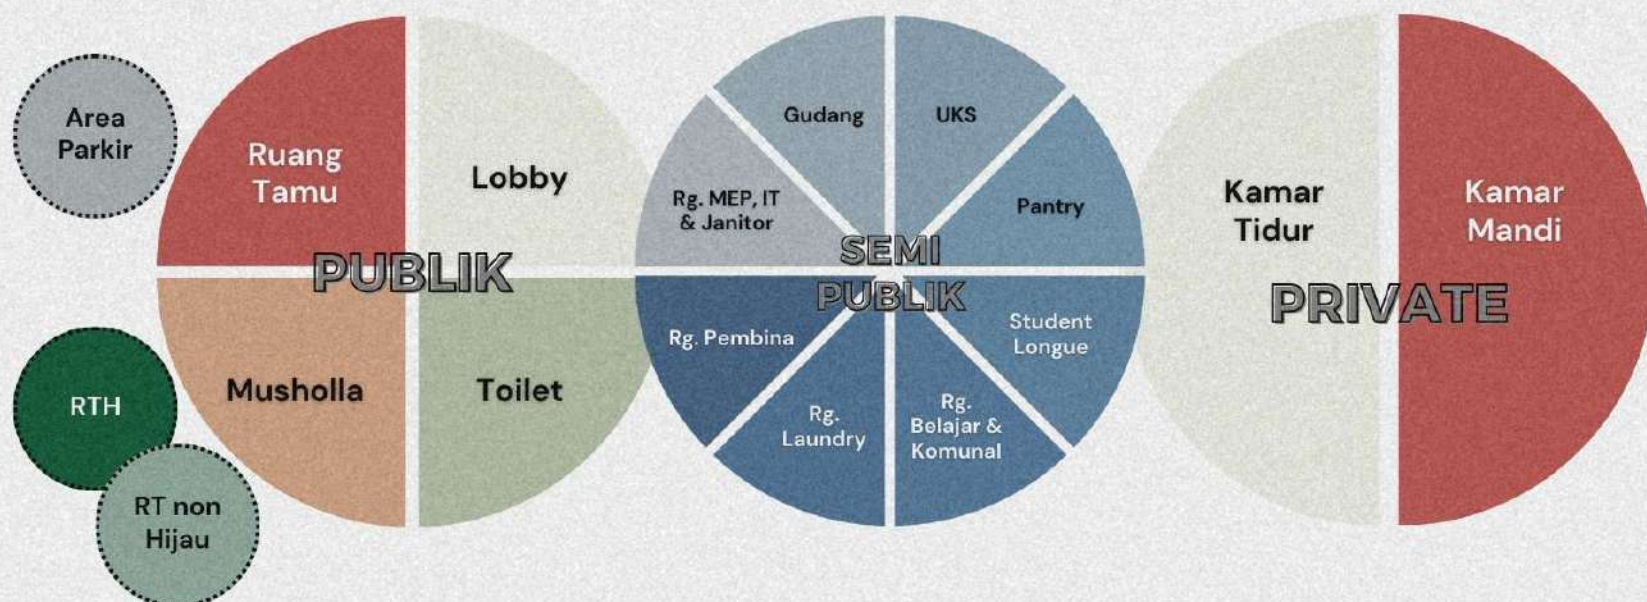 Area
Parkir
Ruang
Tamu
Lobby
PUBLIK
Musholla
Toilet
RTH
RT non
Hijau
Gudang
UKS
Rg. MEP, IT
& Janitor
Pantry
SEMI
PUBLIK
Rg. Pembina
Student
Longue
Rg.
Laundry
Rg.
Belajar &
Komunal
Kamar
Tidur
Kamar
Mandi
PRIVATE